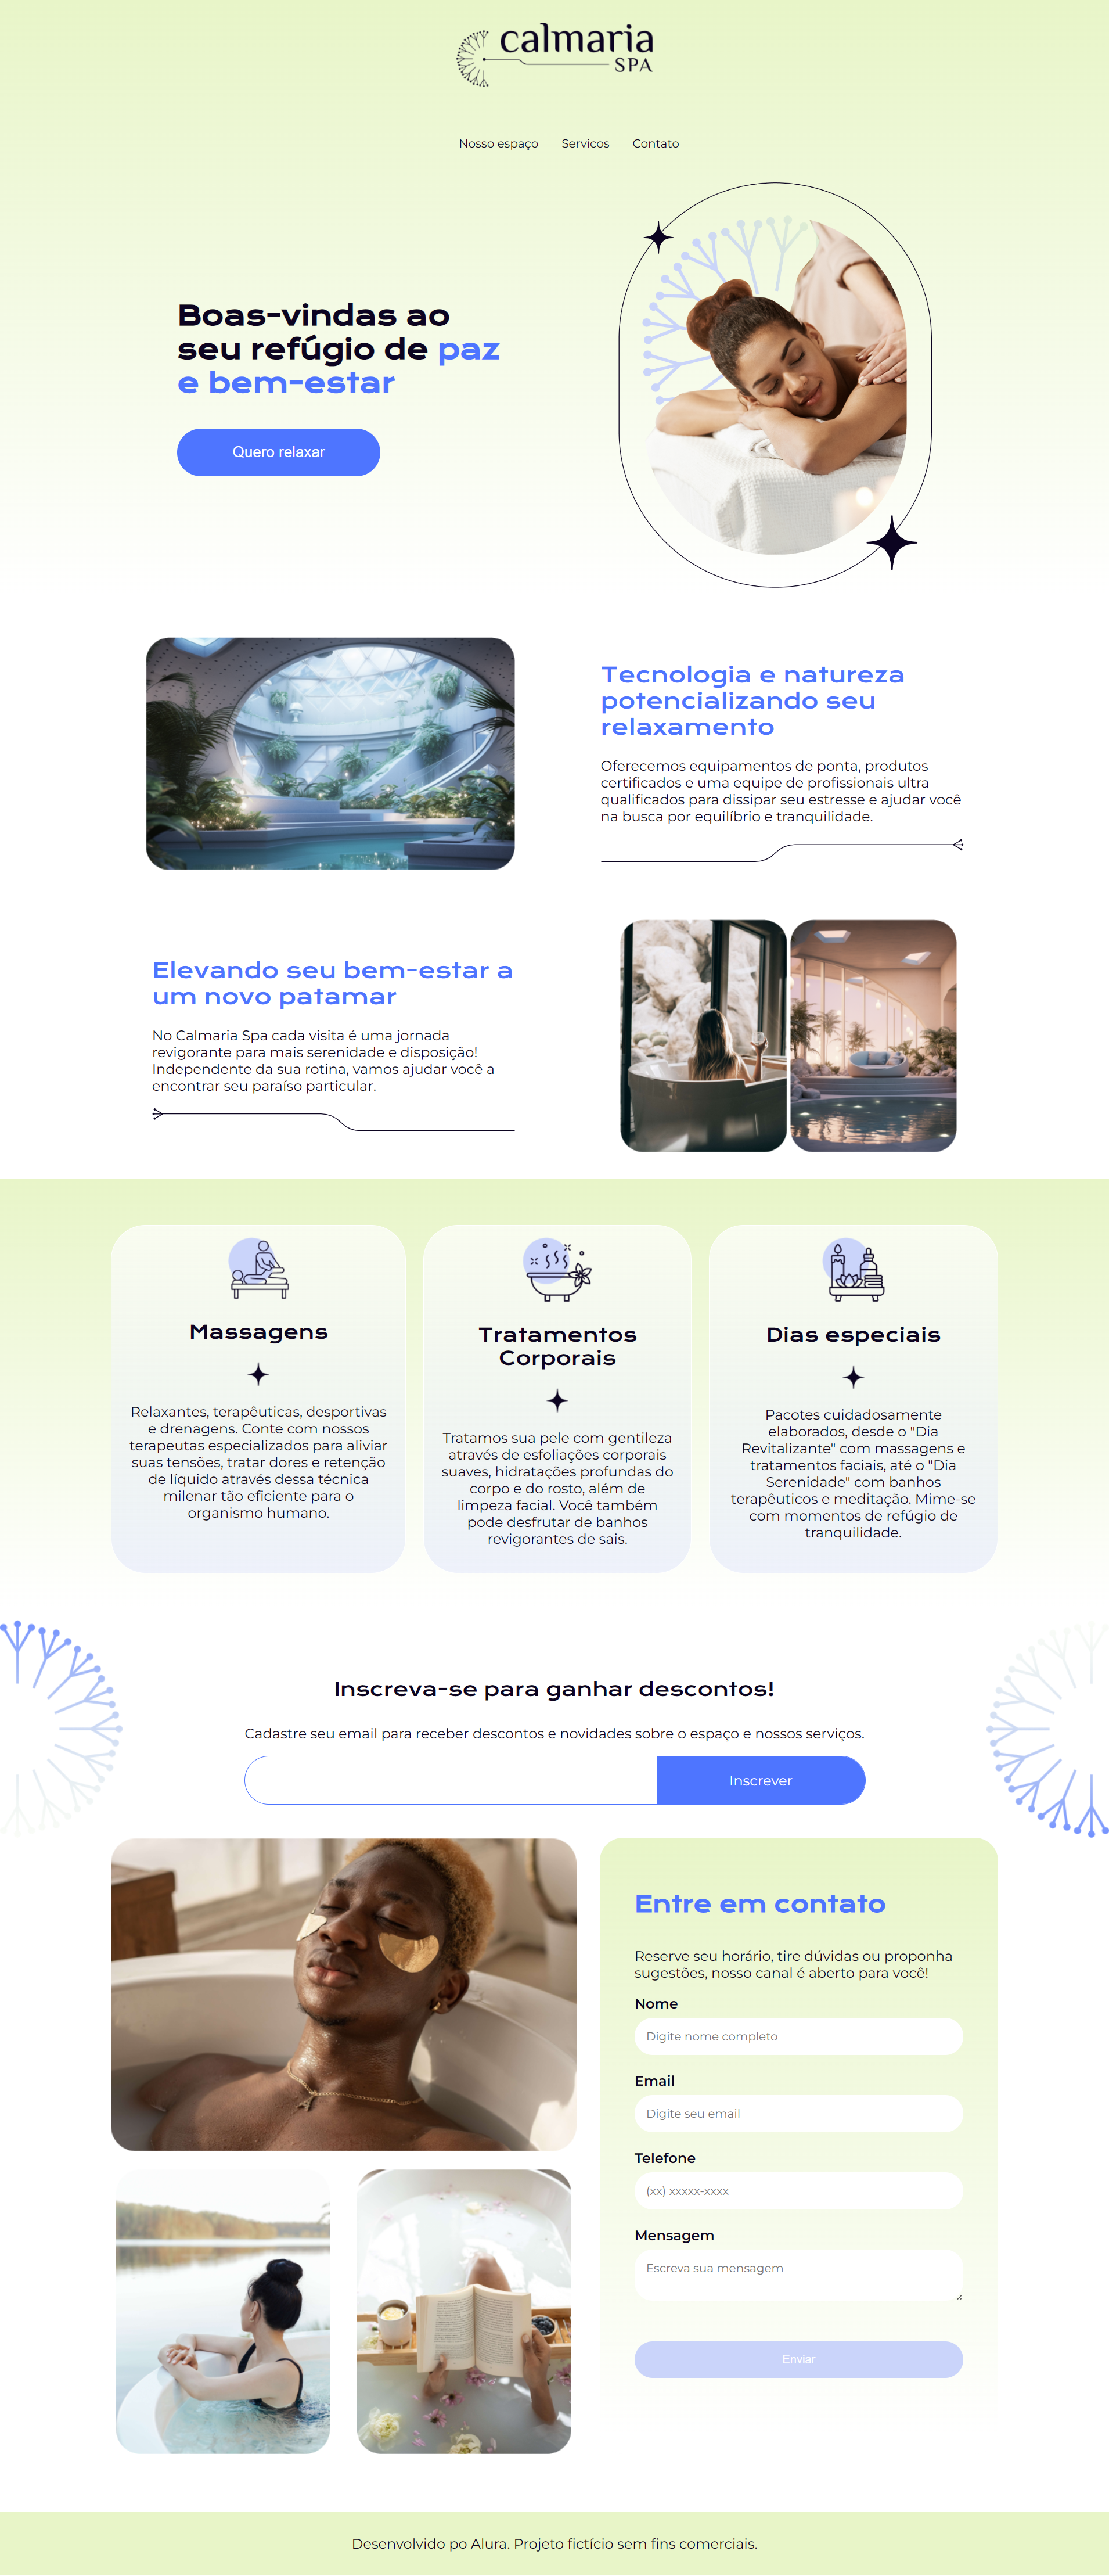 calmaria
SPA
Nosso espaço Servicos Contato
Boas-vindas ao
seu refúgio de paz
e bem-estar
Quero relaxar
Tecnologia e natureza
potencializando seu
relaxamento
Oferecemos equipamentos de ponta, produtos
certificados e uma equipe de profissionais ultra
qualificados para dissipar seu estresse e ajudar você
na busca por equilíbrio e tranquilidade.
Elevando seu bem-estar a
um novo patamar
No Calmaria Spa cada visita é uma jornada
revigorante para mais serenidade e disposição!
Independente da sua rotina, vamos ajudar você a
encontrar seu paraíso particular.
Massagens
Relaxantes, terapêuticas, desportivas
e drenagens. Conte com nossos
terapeutas especializados para aliviar
suas tensões, tratar dores e retenção
de líquido através dessa técnica
milenar tão eficiente para o
organismo humano.
Tratamentos
Corporais
Tratamos sua pele com gentileza
através de esfoliações corporais
suaves, hidratações profundas do
corpo e do rosto, além de
limpeza facial. Você também
pode desfrutar de banhos
revigorantes de sais.
Dias especiais
Pacotes cuidadosamente
elaborados, desde o "Dia
Revitalizante" com massagens e
tratamentos faciais, até o "Dia
Serenidade" com banhos
terapêuticos e meditação. Mime-se
com momentos de refúgio de
tranquilidade.
Inscreva-se para ganhar descontos!
Cadastre seu email para receber descontos e novidades sobre o espaço e nossos serviços.
Inscrever
Entre em contato
Reserve seu horário, tire dúvidas ou proponha
sugestões, nosso canal é aberto para você!
Nome
Digite nome completo
Email
Digite seu email
Telefone
(xx) xxxxx-xxxx
Mensagem
Escreva sua mensagem
Enviar
Desenvolvido po Alura. Projeto fictício sem fins comerciais.